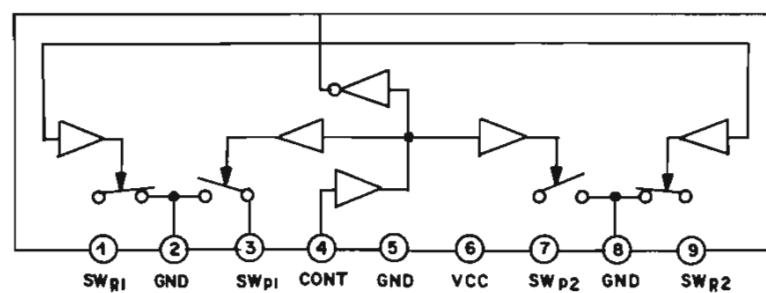 1 2 3 4 5 6 7 8 9
SWR1 GND SWP1 CONT GND VCC SWP2 GND SWR2